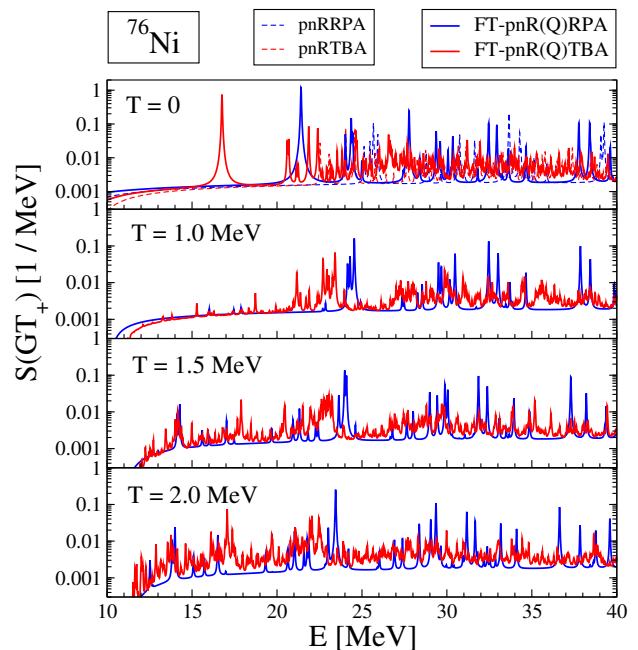 ⁷⁶Ni
pnRRPA
pnRTBA
FT-pnR(Q)RPA
FT-pnR(Q)TBA
S(GT₊) [1 / MeV]
1
0.1
0.01
0.001
T = 0
1
0.1
0.01
0.001
T = 1.0 MeV
1
0.1
0.01
0.001
T = 1.5 MeV
1
0.1
0.01
0.001
T = 2.0 MeV
10 15 20 25 30 35 40
E [MeV]